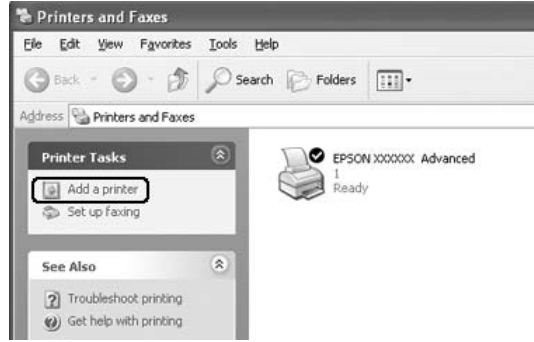 Printers and Faxes
File Edit View Favorites Tools Help
Back Search Folders
Address Printers and Faxes
Printer Tasks
Add a printer
Set up faxing
See Also
Troubleshoot printing
Get help with printing
EPSON XXXXXX Advanced
1
Ready